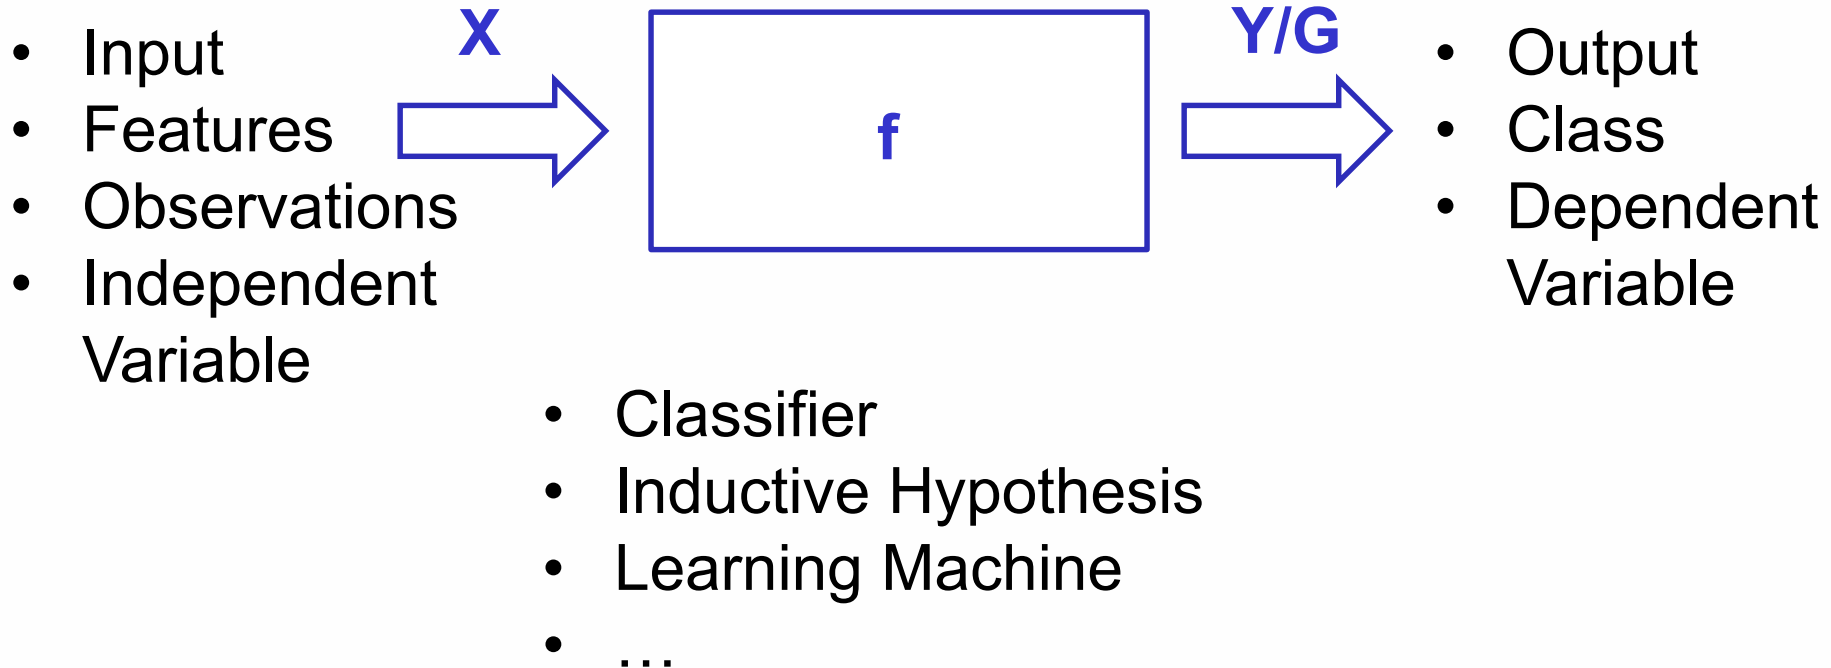 X
Y/G
f
• Input
• Features
• Observations
• Independent
Variable
• Output
• Class
• Dependent
Variable
• Classifier
• Inductive Hypothesis
• Learning Machine
• …